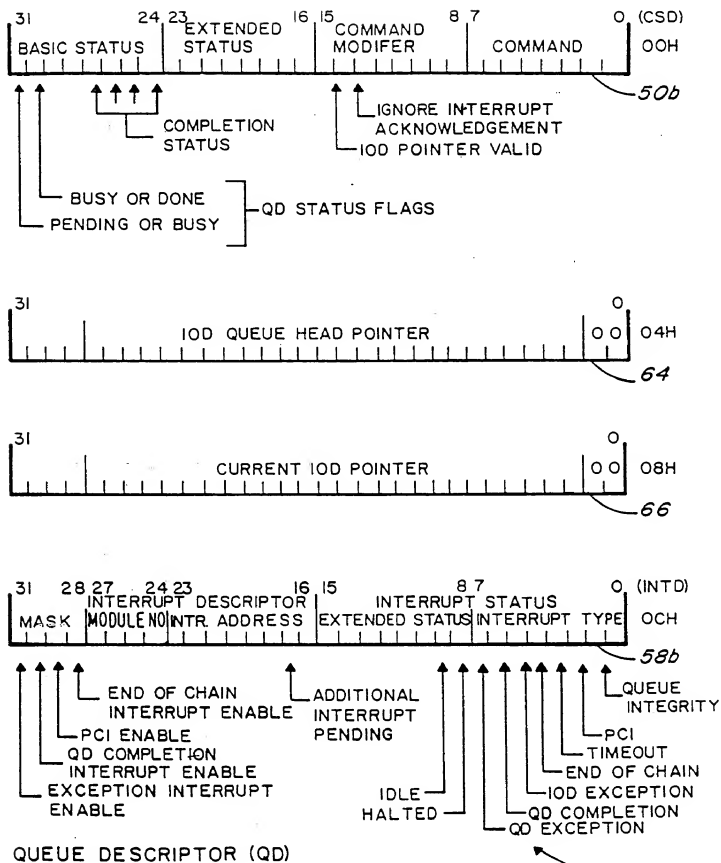 31 24 23 16 15 8 7 0 (CSD)
BASIC STATUS EXTENDED STATUS COMMAND MODIFER COMMAND 00H
50b
COMPLETION STATUS
IGNORE INTERRUPT ACKNOWLEDGEMENT
IOD POINTER VALID
BUSY OR DONE
PENDING OR BUSY
QD STATUS FLAGS
31 0
IOD QUEUE HEAD POINTER 00 04H
64
31 0
CURRENT IOD POINTER 00 08H
66
31 28 27 24 23 16 15 8 7 0 (INTD)
INTERRUPT DESCRIPTOR INTERRUPT STATUS
MASK MODULE NO INTR. ADDRESS EXTENDED STATUS INTERRUPT TYPE 0CH
58b
END OF CHAIN INTERRUPT ENABLE
PCI ENABLE
QD COMPLETION INTERRUPT ENABLE
EXCEPTION INTERRUPT ENABLE
ADDITIONAL INTERRUPT PENDING
IDLE
HALTED
QUEUE INTEGRITY
PCI
TIMEOUT
END OF CHAIN
IOD EXCEPTION
QD COMPLETION
QD EXCEPTION
QUEUE DESCRIPTOR (QD)